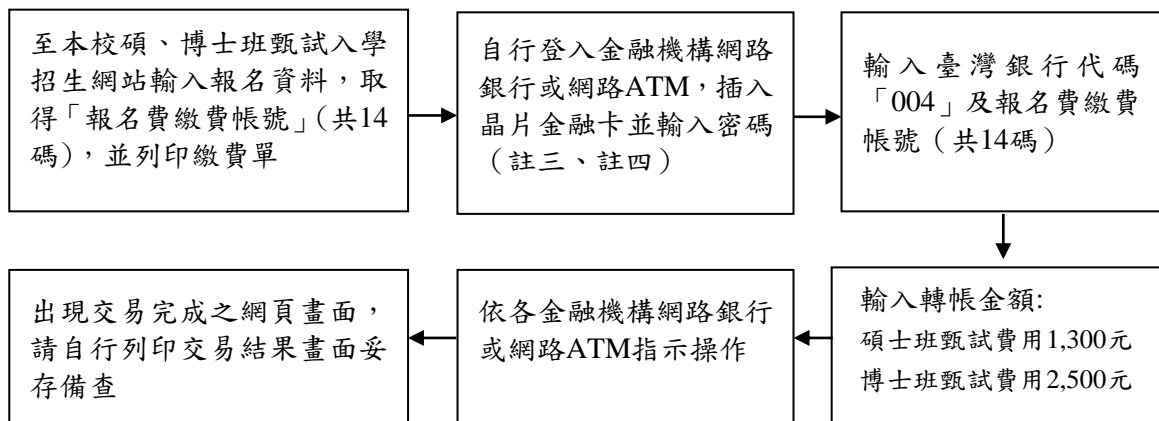 至本校碩、博士班甄試入學
招生網站輸入報名資料，取
得「報名費繳費帳號」（共14
碼），並列印繳費單
自行登入金融機構網路
銀行或網路ATM，插入
晶片金融卡並輸入密碼
（註三、註四）
輸入臺灣銀行代碼
「004」及報名費繳費
帳號（共14碼）
輸入轉帳金額:
碩士班甄試費用1,300元
博士班甄試費用2,500元
依各金融機構網路銀行
或網路ATM指示操作
出現交易完成之網頁畫面，
請自行列印交易結果畫面妥
存備查